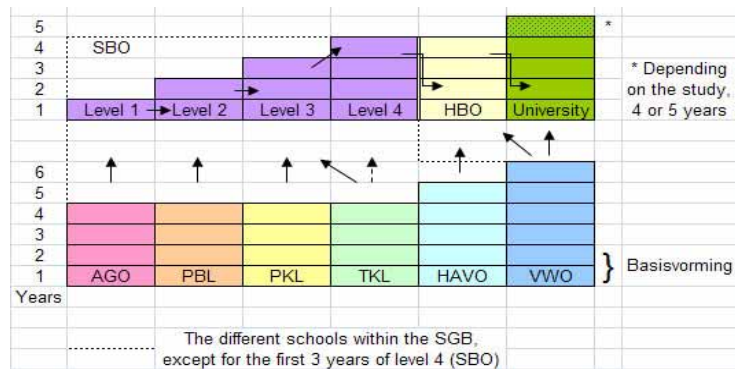 5 *
4 SBO
3 * Depending
2 on the study,
1 Level 1 Level 2 Level 3 Level 4 HBO University 4 or 5 years
6
5
4
3
2
1 AGO PBL PKL TKL HAVO VWO } Basisvorming
Years
The different schools within the SGB,
except for the first 3 years of level 4 (SBO)